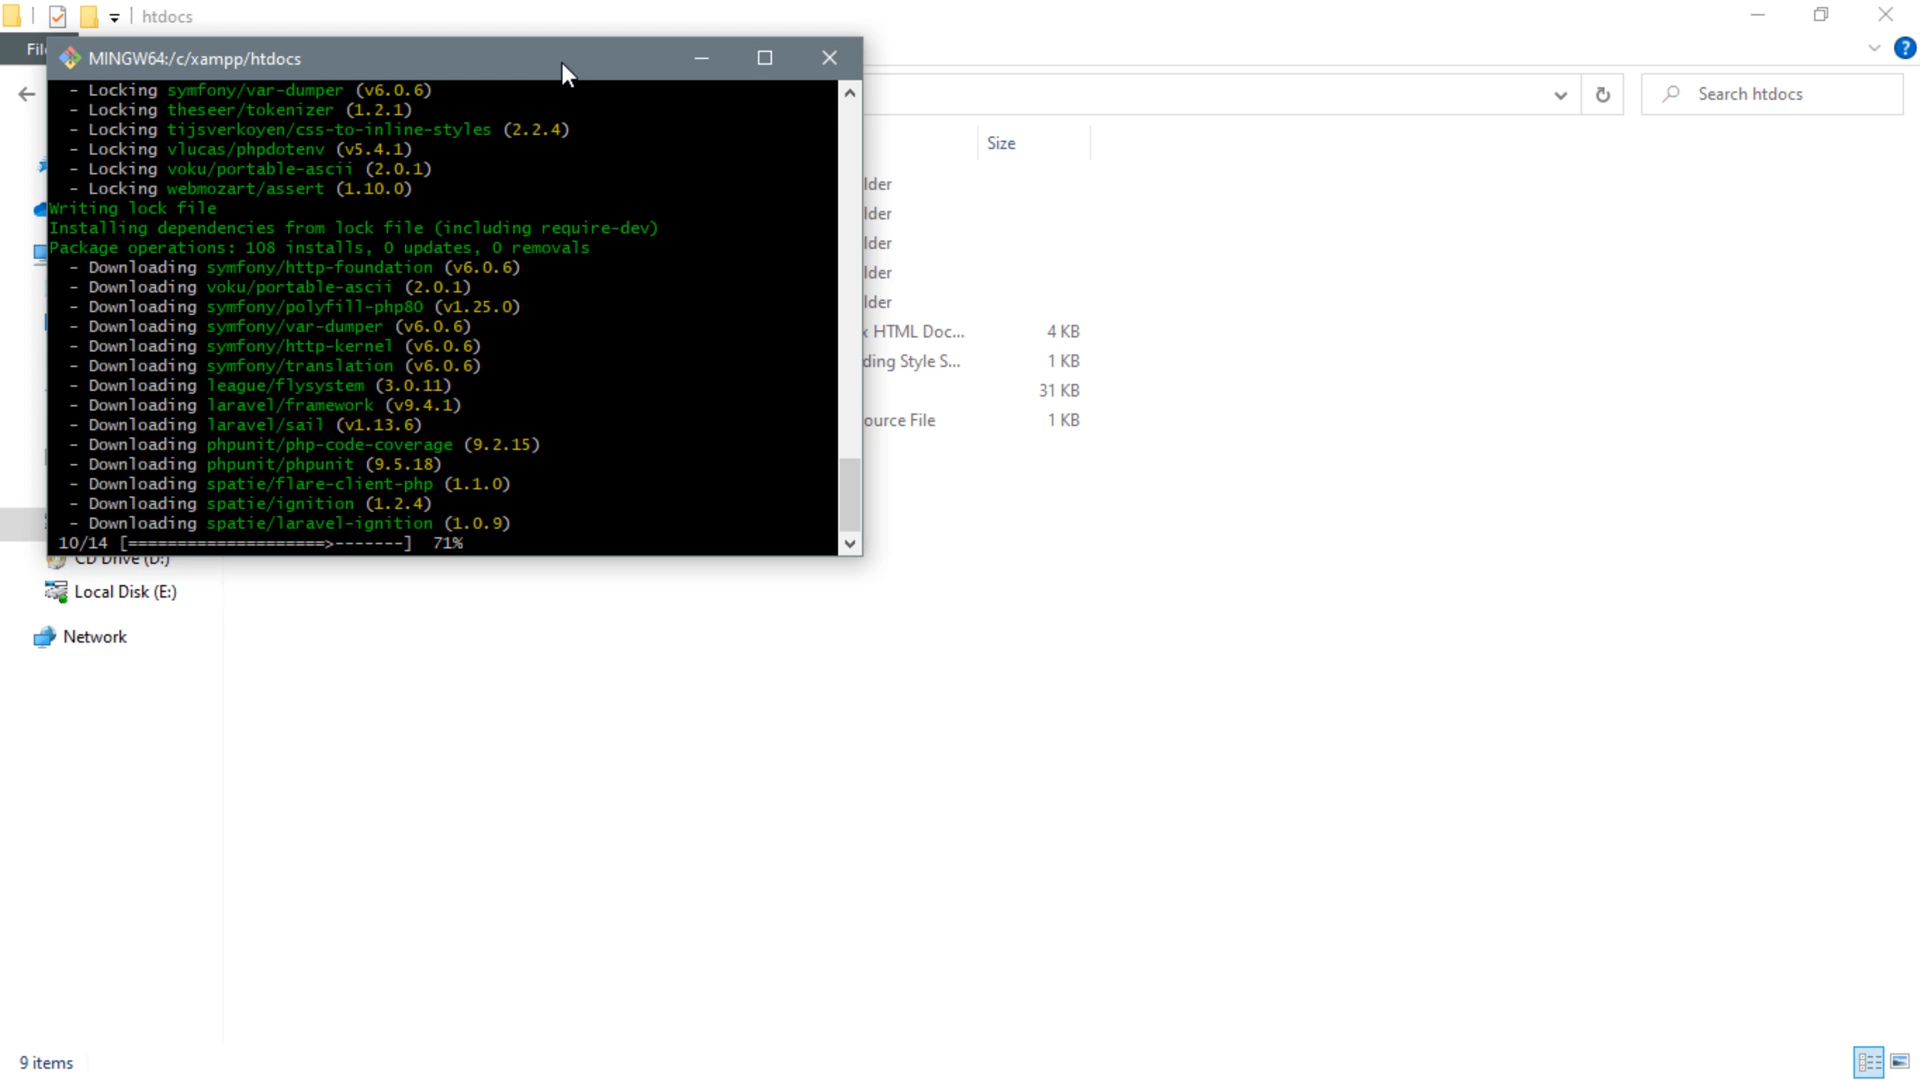 htdocs
MINGW64:/c/xampp/htdocs
- Locking symfony/var-dumper (v6.0.6)
- Locking theseer/tokenizer (1.2.1)
- Locking tijsverkoyen/css-to-inline-styles (2.2.4)
- Locking vlucas/phpdotenv (v5.4.1)
- Locking voku/portable-ascii (2.0.1)
- Locking webmozart/assert (1.10.0)
Writing lock file
Installing dependencies from lock file (including require-dev)
Package operations: 108 installs, 0 updates, 0 removals
- Downloading symfony/http-foundation (v6.0.6)
- Downloading voku/portable-ascii (2.0.1)
- Downloading symfony/polyfill-php80 (v1.25.0)
- Downloading symfony/var-dumper (v6.0.6)
- Downloading symfony/http-kernel (v6.0.6)
- Downloading symfony/translation (v6.0.6)
- Downloading league/flysystem (3.0.11)
- Downloading laravel/framework (v9.4.1)
- Downloading laravel/sail (v1.13.6)
- Downloading phpunit/php-code-coverage (9.2.15)
- Downloading phpunit/phpunit (9.5.18)
- Downloading spatie/flare-client-php (1.1.0)
- Downloading spatie/ignition (1.2.4)
- Downloading spatie/laravel-ignition (1.0.9)
10/14 [====================>-------] 71%
Search htdocs
Size
lder
lder
lder
lder
lder
HTML Doc... 4 KB
ding Style S... 1 KB
31 KB
ource File 1 KB
CD Drive (D:)
Local Disk (E:)
Network
9 items